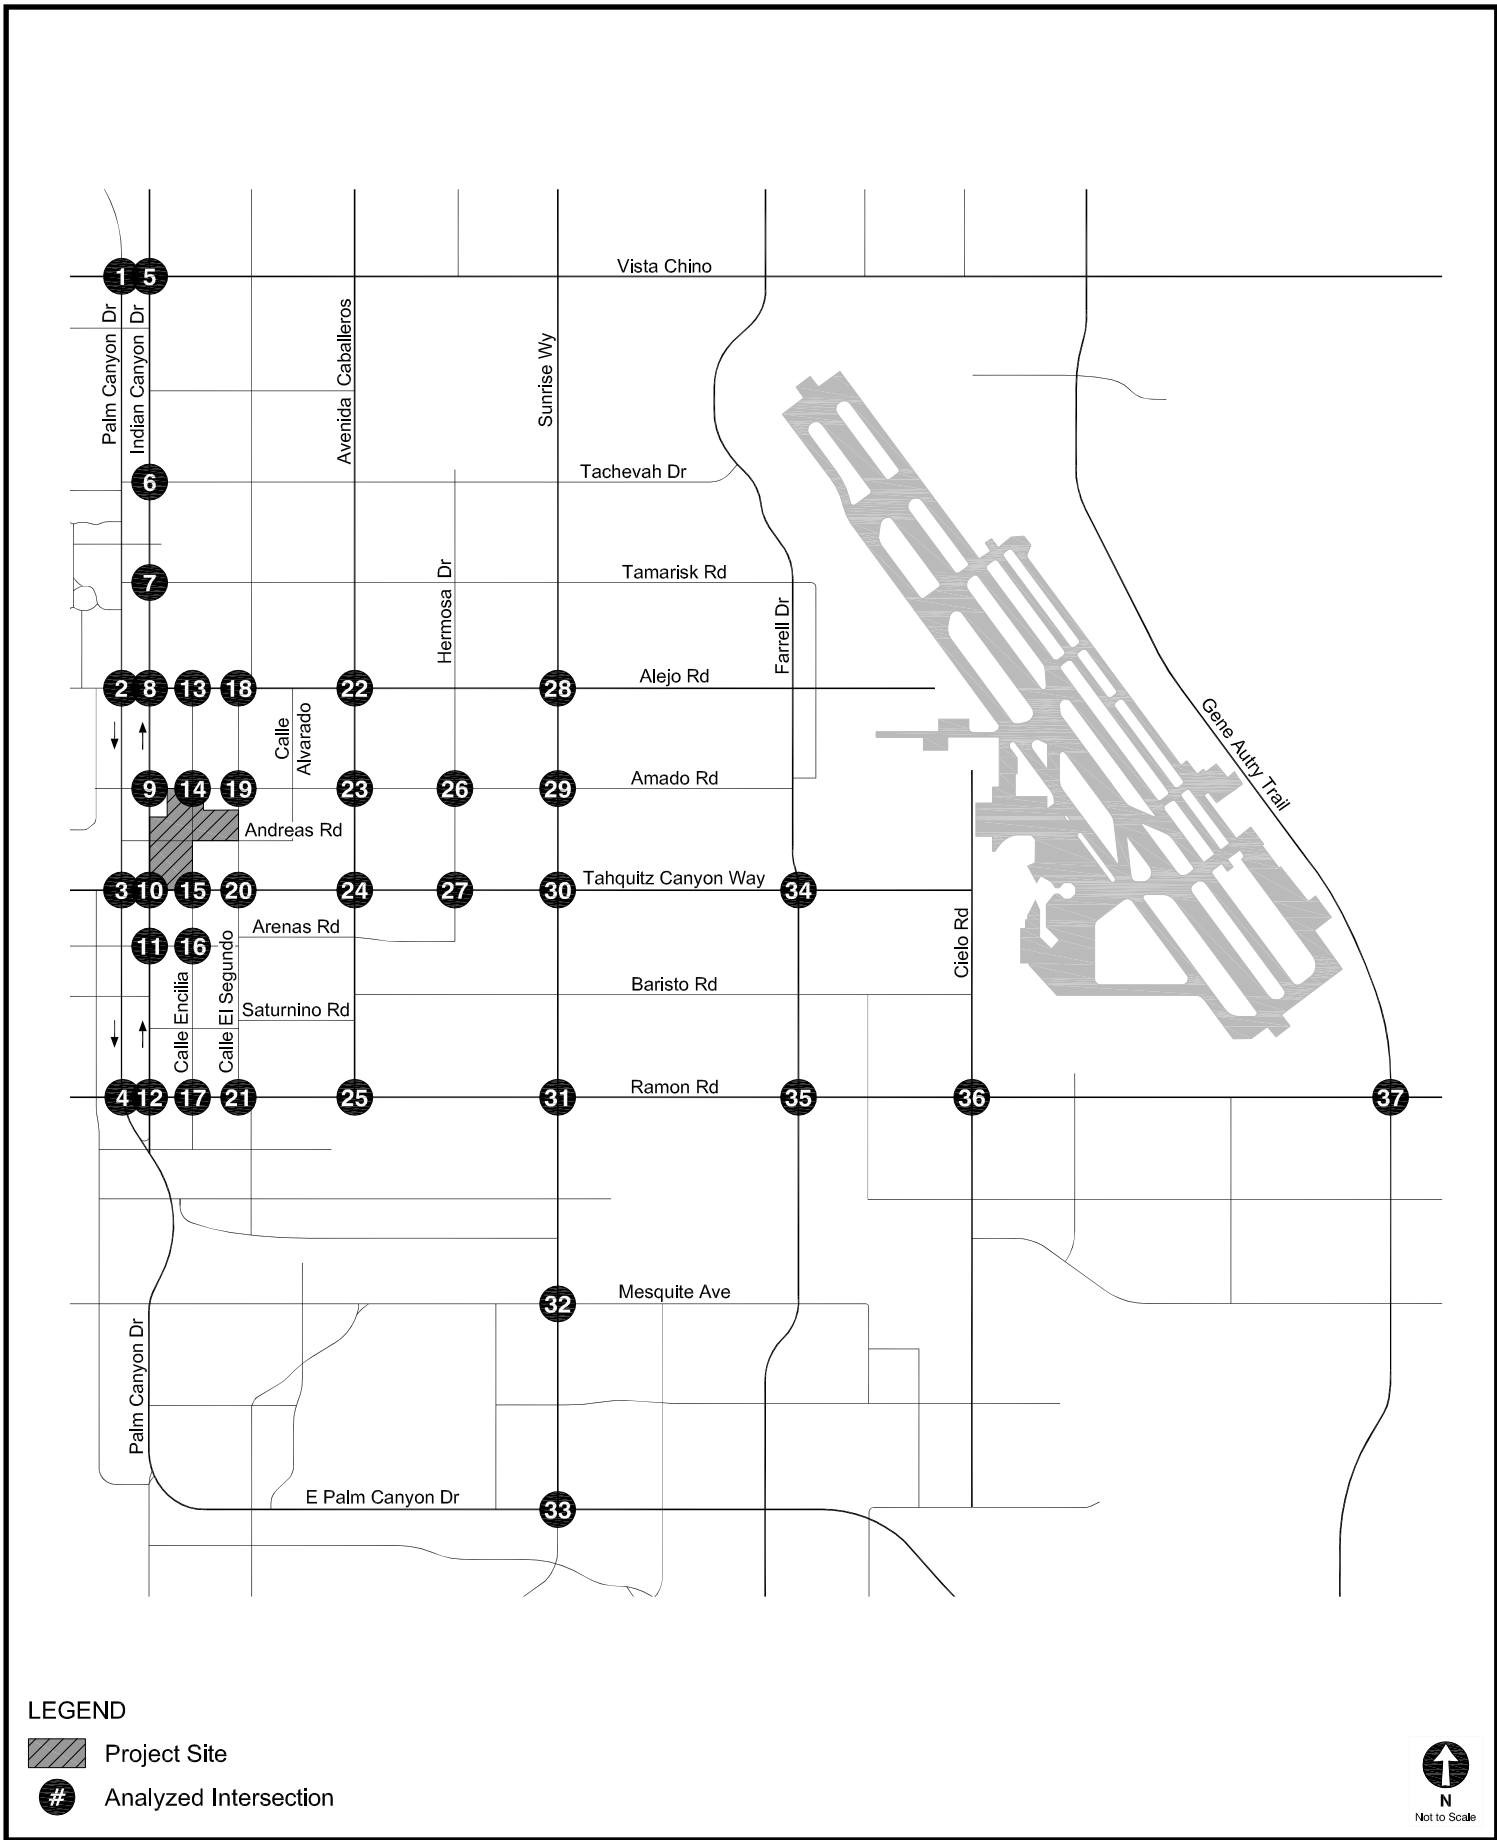 Vista Chino
1
5
Palm Canyon Dr
Indian Canyon Dr
Avenida Caballeros
Sunrise Wy
6
Tachevah Dr
7
Tamarisk Rd
Hermosa Dr
Farrell Dr
2
8
13
18
22
28
Alejo Rd
Calle
Alvarado
Gene Autry Trail
9
14
19
23
26
29
Amado Rd
Andreas Rd
3
10
15
20
24
27
30
Tahquitz Canyon Way
34
Arenas Rd
Cielo Rd
11
16
Calle Encilia
Calle El Segundo
Baristo Rd
Saturnino Rd
4
12
17
21
25
31
Ramon Rd
35
36
37
32
Mesquite Ave
Palm Canyon Dr
E Palm Canyon Dr
33
LEGEND
Project Site
# Analyzed Intersection
N
Not to Scale